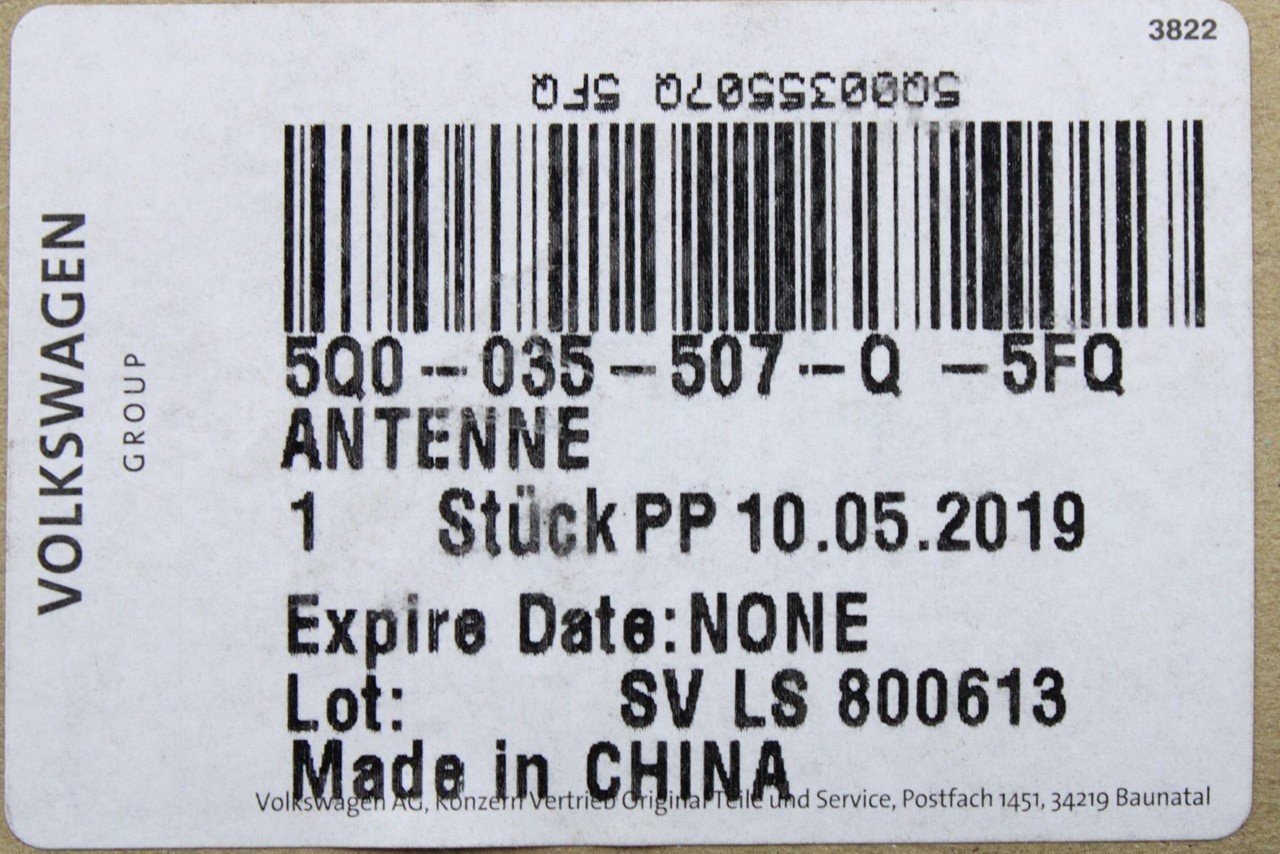 3822
5Q0035507Q 5FQ
5Q0-035-507-Q -5FQ
ANTENNE
1 Stück PP 10.05.2019
Expire Date:NONE
Lot: SV LS 800613
Made in CHINA
Volkswagen AG, Konzern Vertrieb Original Teile und Service, Postfach 1451, 34219 Baunatal
VOLKSWAGEN
GROUP